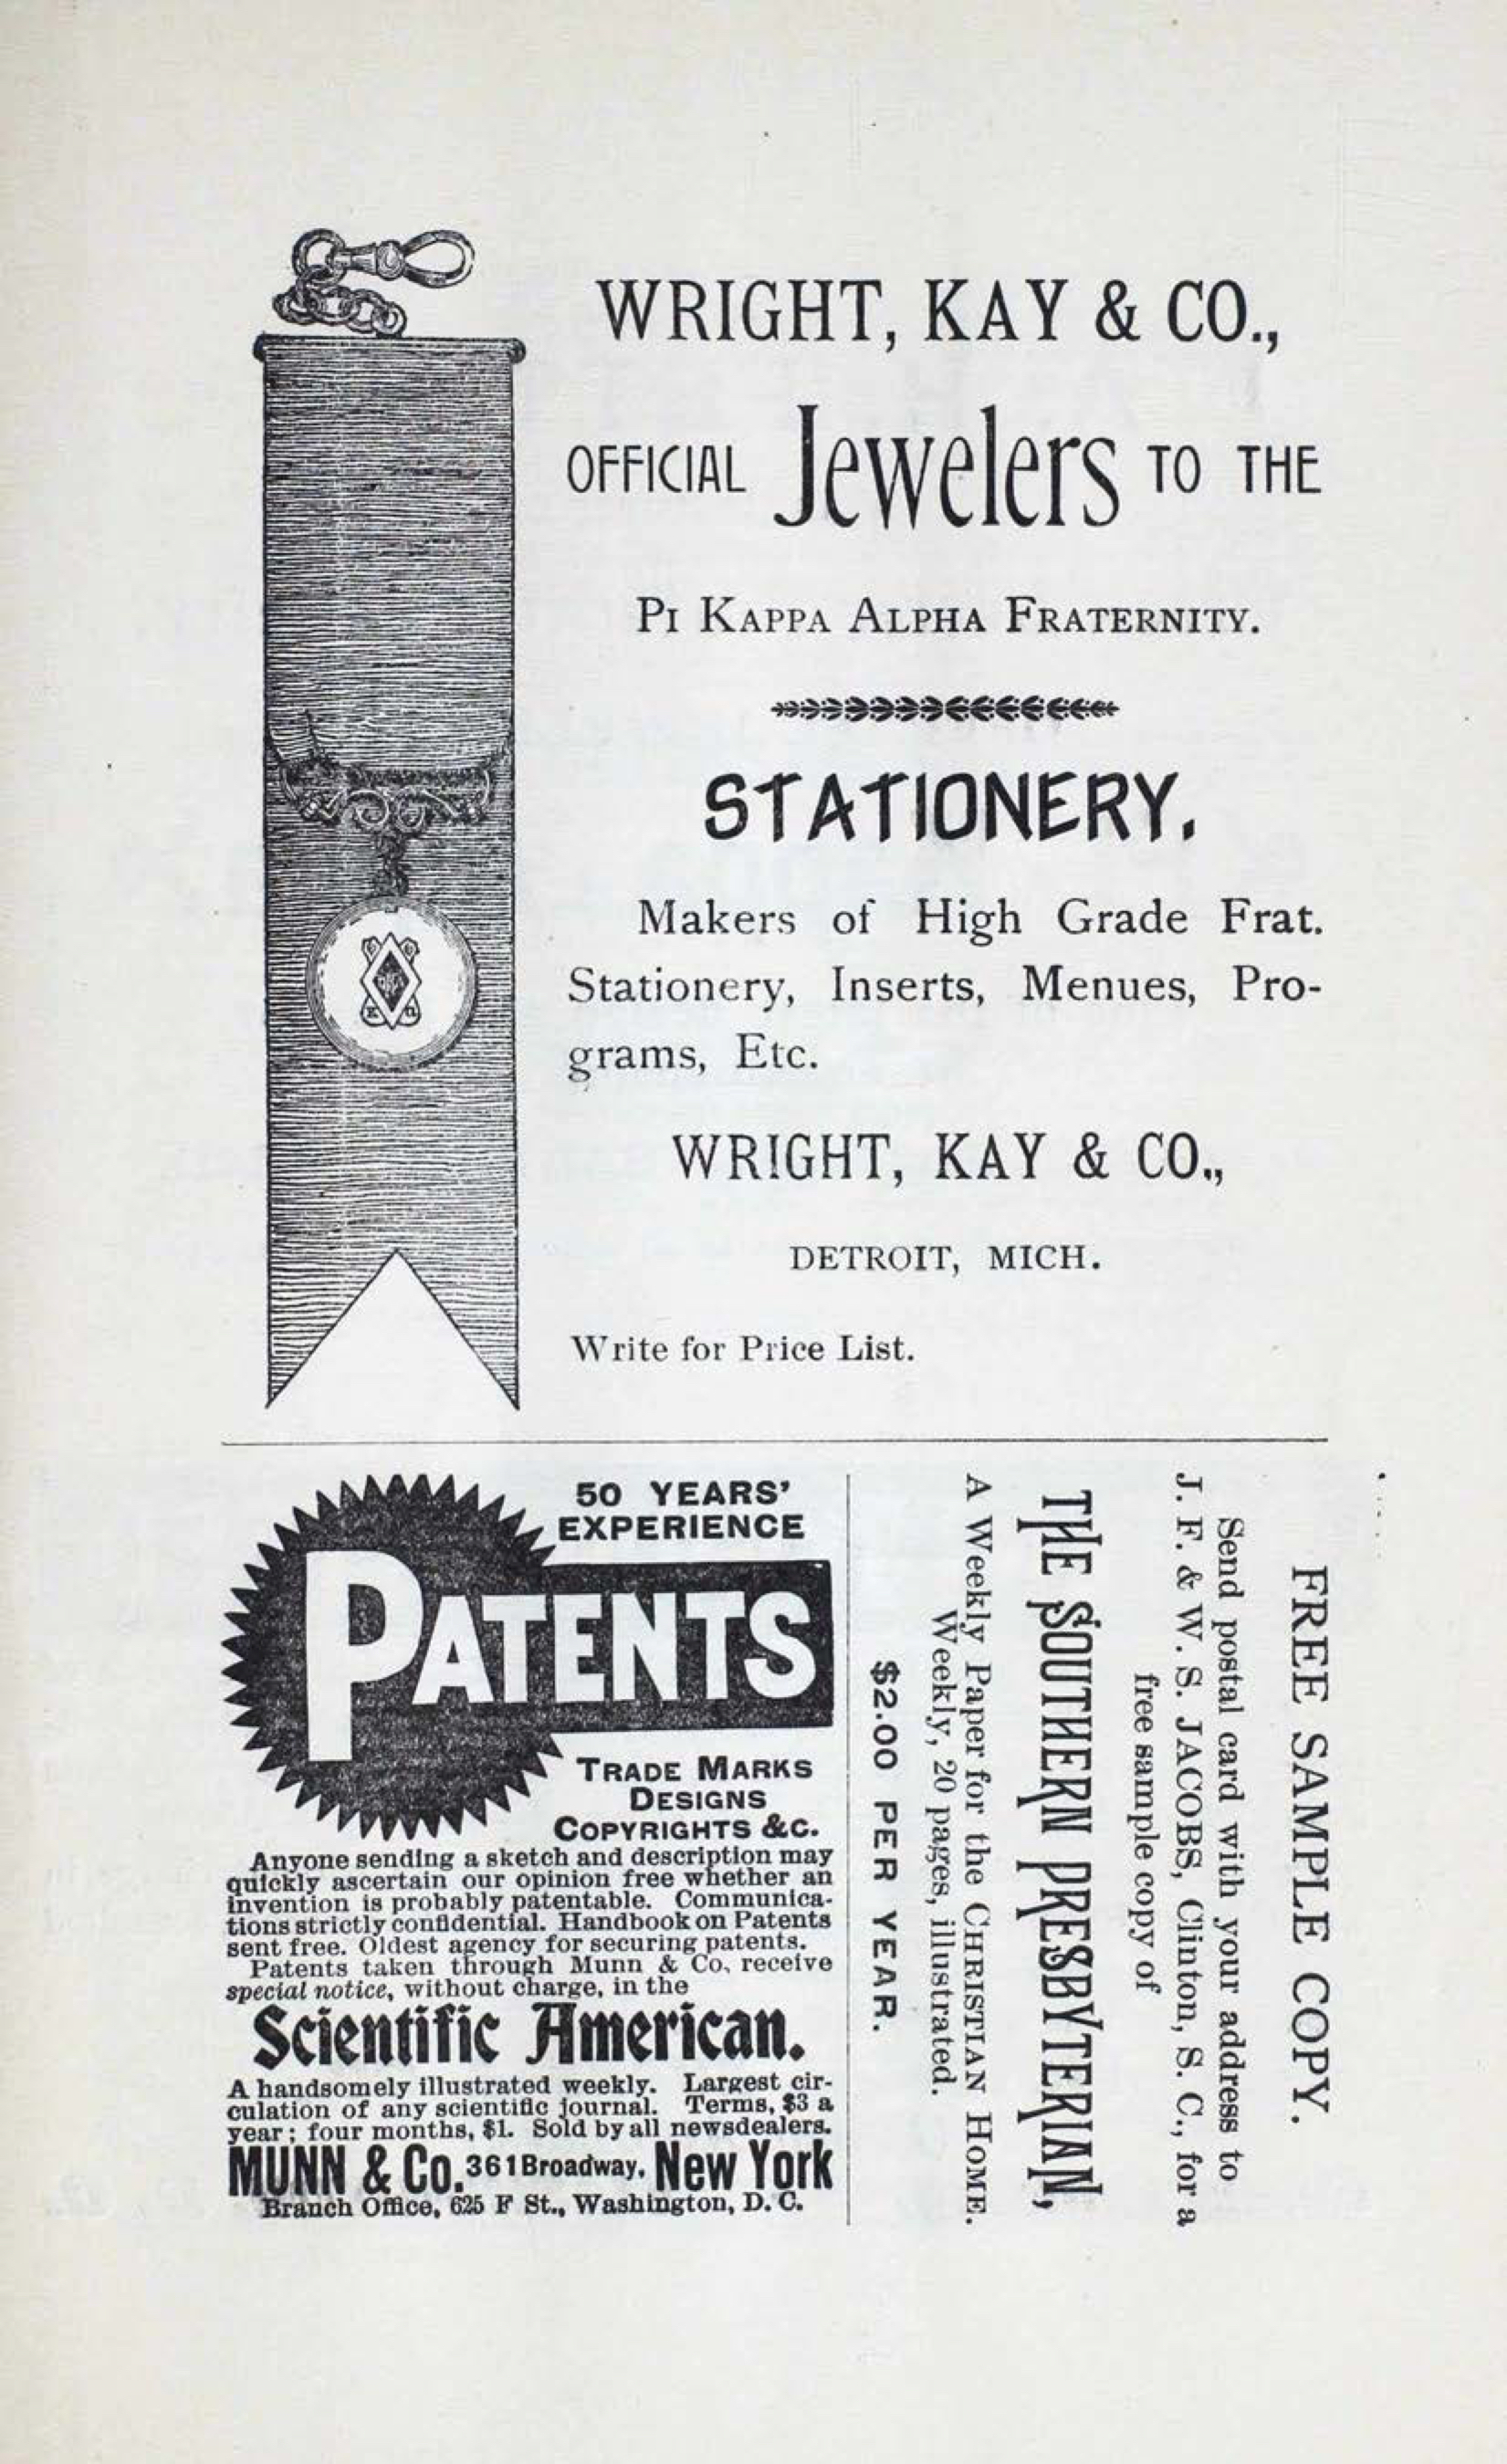 WRIGHT, KAY & CO.,
OFFICIAL Jewelers TO THE
PI KAPPA ALPHA FRATERNITY.
STATIONERY.
Makers of High Grade Frat.
Stationery, Inserts, Menues, Pro-
grams, Etc.
WRIGHT, KAY & CO.,
DETROIT, MICH.
Write for Price List.
50 YEARS'
EXPERIENCE
PATENTS
TRADE MARKS
DESIGNS
COPYRIGHTS &C.
Anyone sending a sketch and description may
quickly ascertain our opinion free whether an
invention is probably patentable. Communica-
tions strictly confidential. Handbook on Patents
sent free. Oldest agency for securing patents.
Patents taken through Munn & Co. receive
special notice, without charge, in the
Scientific American.
A handsomely illustrated weekly. Largest cir-
culation of any scientific journal. Terms, $3 a
year; four months, $1. Sold by all newsdealers.
MUNN & Co. 361 Broadway, New York
Branch Office, 625 F St., Washington, D. C.
FREE SAMPLE COPY.
Send postal card with your address to
J. F. & W. S. JACOBS, Clinton, S. C., for a
free sample copy of
THE SOUTHERN PRESBYTERIAN,
A Weekly Paper for the CHRISTIAN HOME.
Weekly, 20 pages, illustrated.
$2.00 PER YEAR.